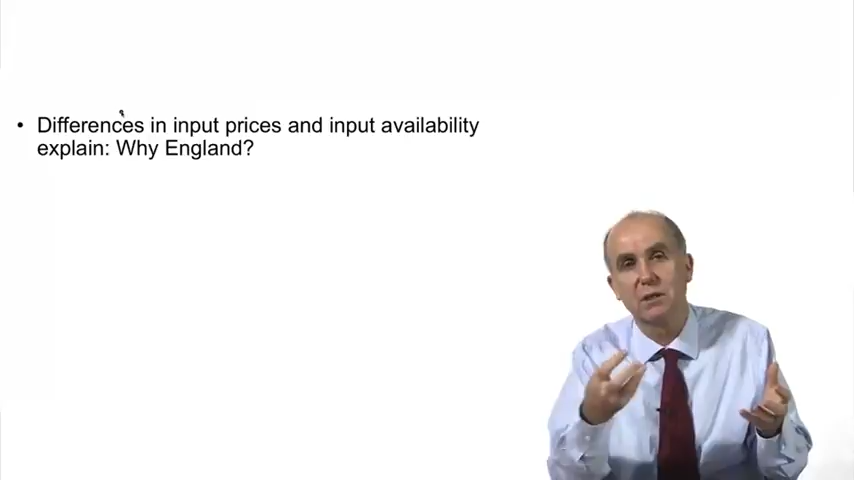 • Differences in input prices and input availability
explain: Why England?